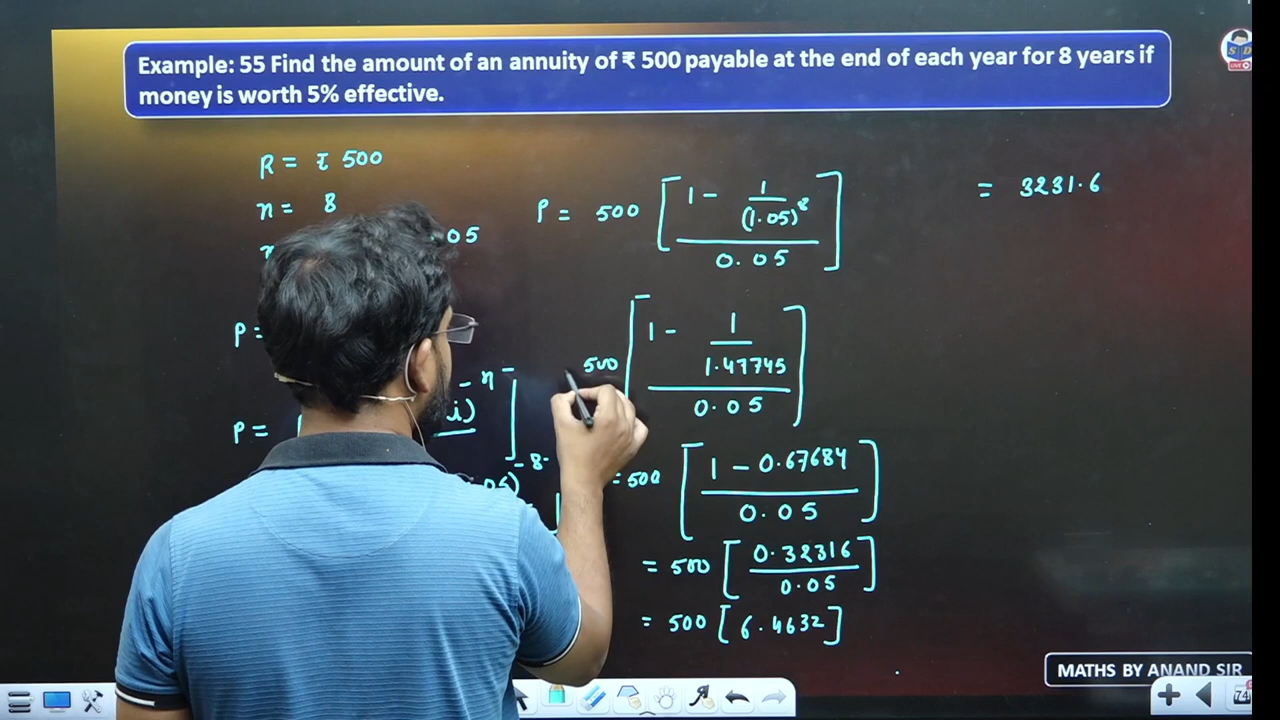 Example: 55 Find the amount of an annuity of ₹ 500 payable at the end of each year for 8 years if
money is worth 5% effective.
R = ₹ 500
n = 8
05
P =
P =
- n
i)
- 8
05)
P = 500 [ 1 - 1/(1.05)^8 / 0.05 ]
500 [ 1 - 1/1.47745 / 0.05 ]
= 500 [ 1 - 0.67684 / 0.05 ]
= 500 [ 0.32316 / 0.05 ]
= 500 [ 6.4632 ]
= 3231.6
MATHS BY ANAND SIR
S D
LIVE